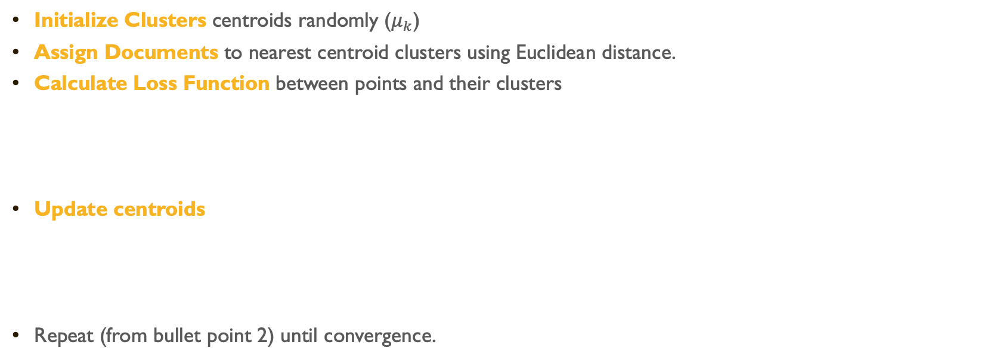 • Initialize Clusters centroids randomly (μₖ)
• Assign Documents to nearest centroid clusters using Euclidean distance.
• Calculate Loss Function between points and their clusters
• Update centroids
• Repeat (from bullet point 2) until convergence.